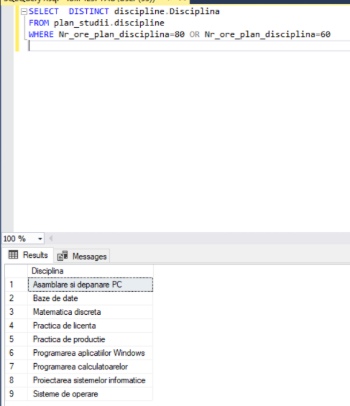 SELECT DISTINCT discipline.Disciplina
FROM plan_studii.discipline
WHERE Nr_ore_plan_disciplina=80 OR Nr_ore_plan_disciplina=60
100 %
Results Messages
Disciplina
1 Asamblare si depanare PC
2 Baze de date
3 Matematica discreta
4 Practica de licenta
5 Practica de productie
6 Programarea aplicatiilor Windows
7 Programarea calculatoarelor
8 Proiectarea sistemelor informatice
9 Sisteme de operare